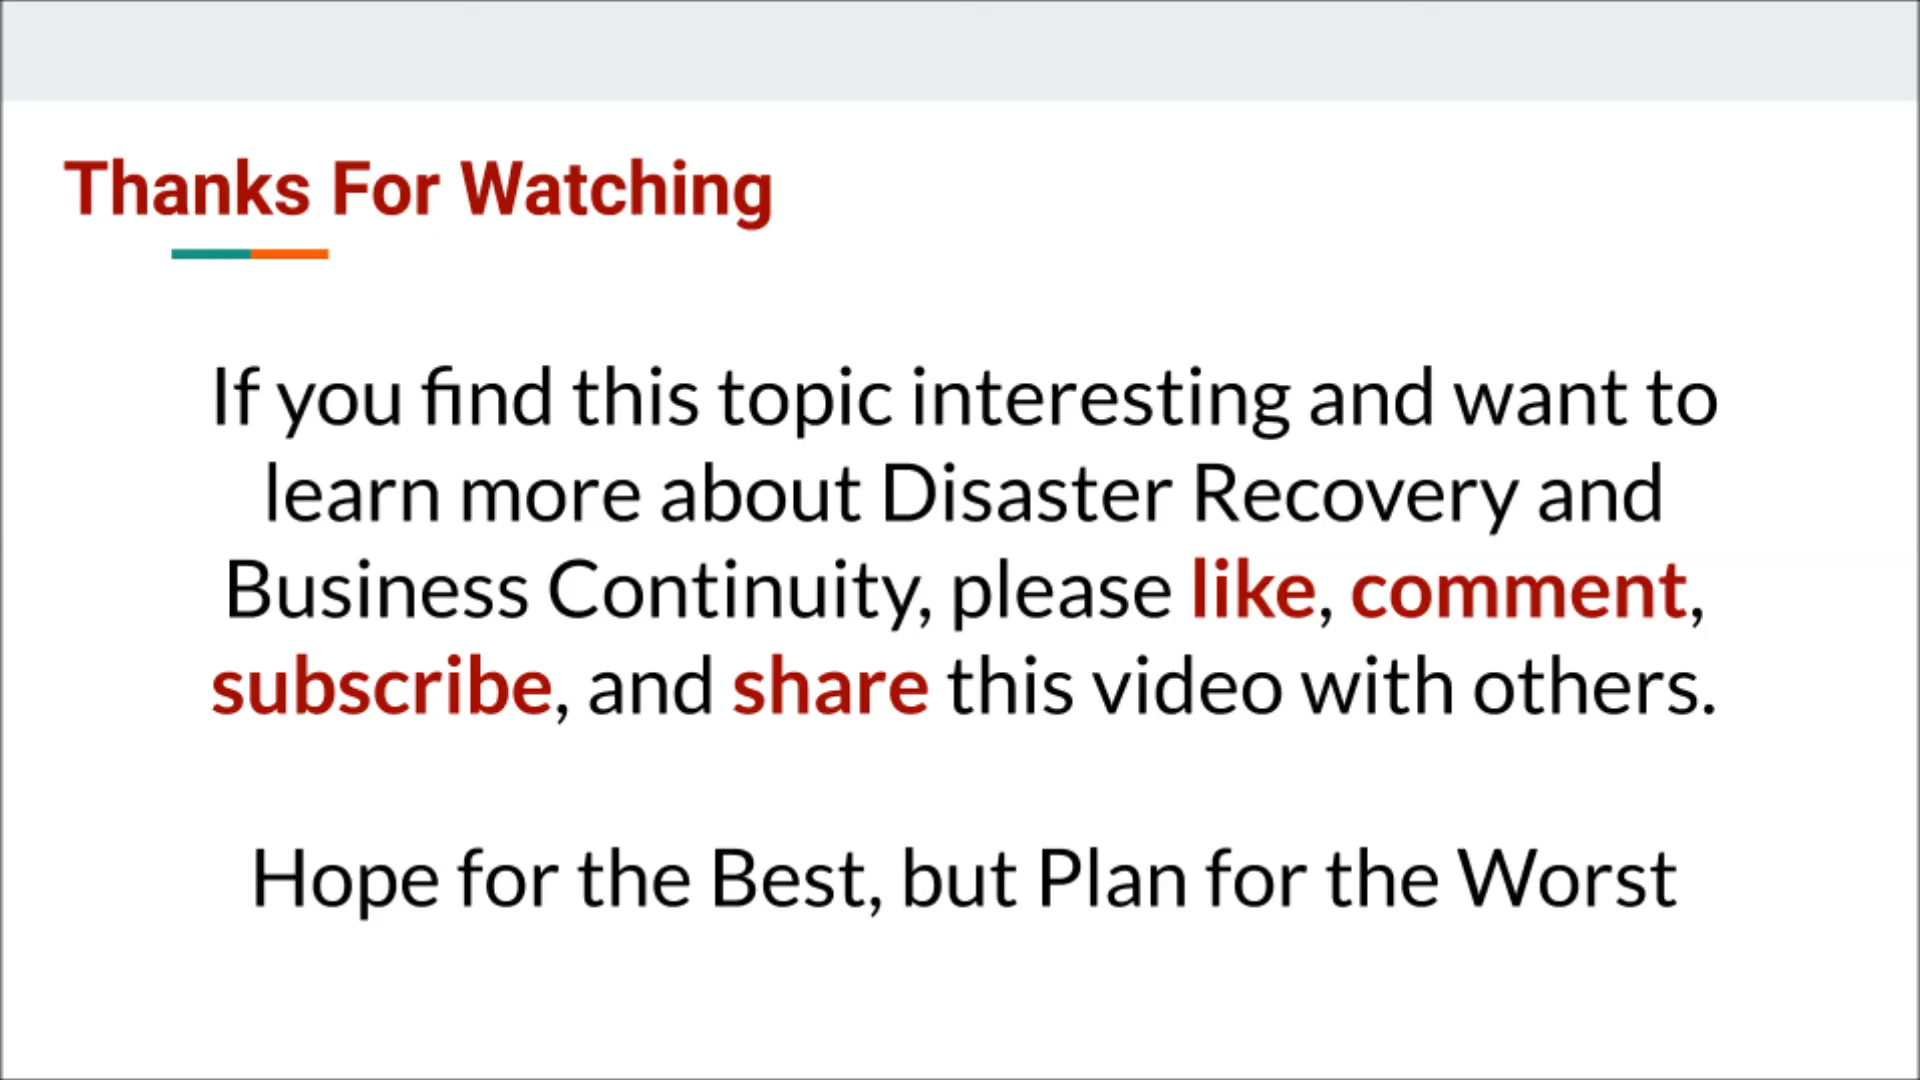 Thanks For Watching
If you find this topic interesting and want to
learn more about Disaster Recovery and
Business Continuity, please like, comment,
subscribe, and share this video with others.
Hope for the Best, but Plan for the Worst